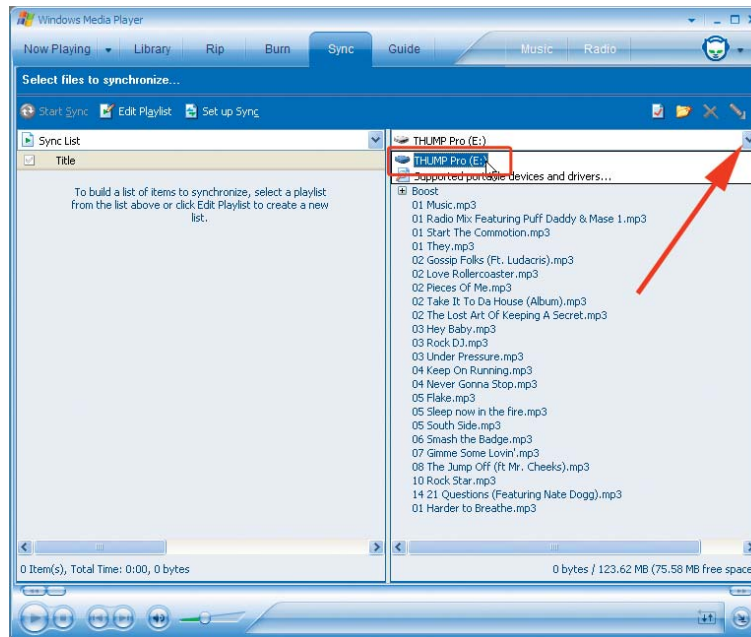 Windows Media Player
Now Playing Library Rip Burn Sync Guide Music Radio
Select files to synchronize...
Start Sync Edit Playlist Set up Sync
Sync List
Title
To build a list of items to synchronize, select a playlist
from the list above or click Edit Playlist to create a new
list.
0 Item(s), Total Time: 0:00, 0 bytes
THUMP Pro (E:)
THUMP Pro (E:)
Supported portable devices and drivers...
Boost
01 Music.mp3
01 Radio Mix Featuring Puff Daddy & Mase 1.mp3
01 Start The Commotion.mp3
01 They.mp3
02 Gossip Folks (Ft. Ludacris).mp3
02 Love Rollercoaster.mp3
02 Pieces Of Me.mp3
02 Take It To Da House (Album).mp3
02 The Lost Art Of Keeping A Secret.mp3
03 Hey Baby.mp3
03 Rock DJ.mp3
03 Under Pressure.mp3
04 Keep On Running.mp3
04 Never Gonna Stop.mp3
05 Flake.mp3
05 Sleep now in the fire.mp3
05 South Side.mp3
06 Smash the Badge.mp3
07 Gimme Some Lovin'.mp3
08 The Jump Off (ft Mr. Cheeks).mp3
10 Rock Star.mp3
14 21 Questions (Featuring Nate Dogg).mp3
01 Harder to Breathe.mp3
0 bytes / 123.62 MB (75.58 MB free space